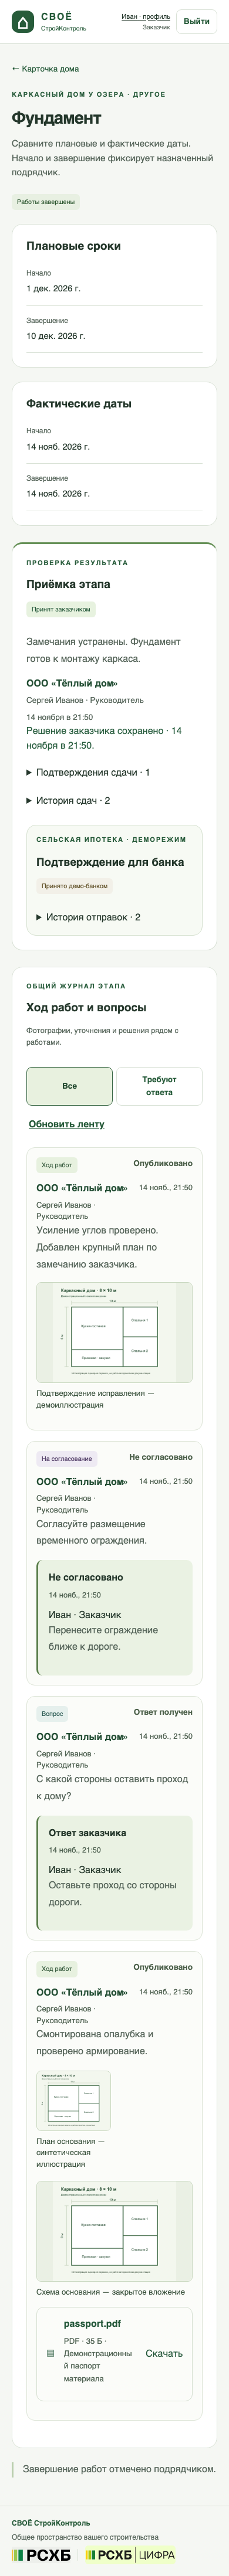 СВОЁ
СтройКонтроль
Иван · профиль
Заказчик
Выйти
← Карточка дома
КАРКАСНЫЙ ДОМ У ОЗЕРА · ДРУГОЕ
Фундамент
Сравните плановые и фактические даты.
Начало и завершение фиксирует назначенный
подрядчик.
Работы завершены
Плановые сроки
Начало
1 дек. 2026 г.
Завершение
10 дек. 2026 г.
Фактические даты
Начало
14 нояб. 2026 г.
Завершение
14 нояб. 2026 г.
ПРОВЕРКА РЕЗУЛЬТАТА
Приёмка этапа
Принят заказчиком
Замечания устранены. Фундамент
готов к монтажу каркаса.
ООО «Тёплый дом»
Сергей Иванов · Руководитель
14 ноября в 21:50
Решение заказчика сохранено · 14
ноября в 21:50.
▶ Подтверждения сдачи · 1
▶ История сдач · 2
СЕЛЬСКАЯ ИПОТЕКА · ДЕМОРЕЖИМ
Подтверждение для банка
Принято демо-банком
▶ История отправок · 2
ОБЩИЙ ЖУРНАЛ ЭТАПА
Ход работ и вопросы
Фотографии, уточнения и решения рядом с
работами.
Все
Требуют
ответа
Обновить ленту
Ход работ
Опубликовано
ООО «Тёплый дом»
14 нояб., 21:50
Сергей Иванов ·
Руководитель
Усиление углов проверено.
Добавлен крупный план по
замечанию заказчика.
Каркасный дом · 8 × 10 м
Подтверждение исправления —
демоиллюстрация
На согласование
Не согласовано
ООО «Тёплый дом»
14 нояб., 21:50
Сергей Иванов ·
Руководитель
Согласуйте размещение
временного ограждения.
Не согласовано
14 нояб., 21:50
Иван · Заказчик
Перенесите ограждение
ближе к дороге.
Вопрос
Ответ получен
ООО «Тёплый дом»
14 нояб., 21:50
Сергей Иванов ·
Руководитель
С какой стороны оставить проход
к дому?
Ответ заказчика
14 нояб., 21:50
Иван · Заказчик
Оставьте проход со стороны
дороги.
Ход работ
Опубликовано
ООО «Тёплый дом»
14 нояб., 21:50
Сергей Иванов ·
Руководитель
Смонтирована опалубка и
проверено армирование.
План основания —
синтетическая
иллюстрация
Каркасный дом · 8 × 10 м
Схема основания — закрытое вложение
passport.pdf
PDF · 35 Б ·
Демонстрационны
й паспорт
материала
Скачать
Завершение работ отмечено подрядчиком.
СВОЁ СтройКонтроль
Общее пространство вашего строительства
РСХБ
РСХБ ЦИФРА